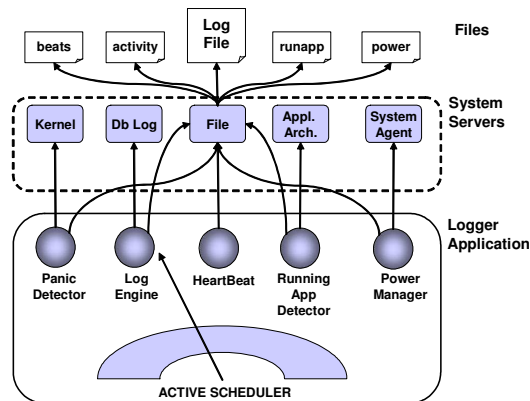 Log
File
Files
beats
activity
runapp
power
System
Servers
Kernel
Db Log
File
Appl.
Arch.
System
Agent
Logger
Application
Panic
Detector
Log
Engine
HeartBeat
Running
App
Detector
Power
Manager
ACTIVE SCHEDULER